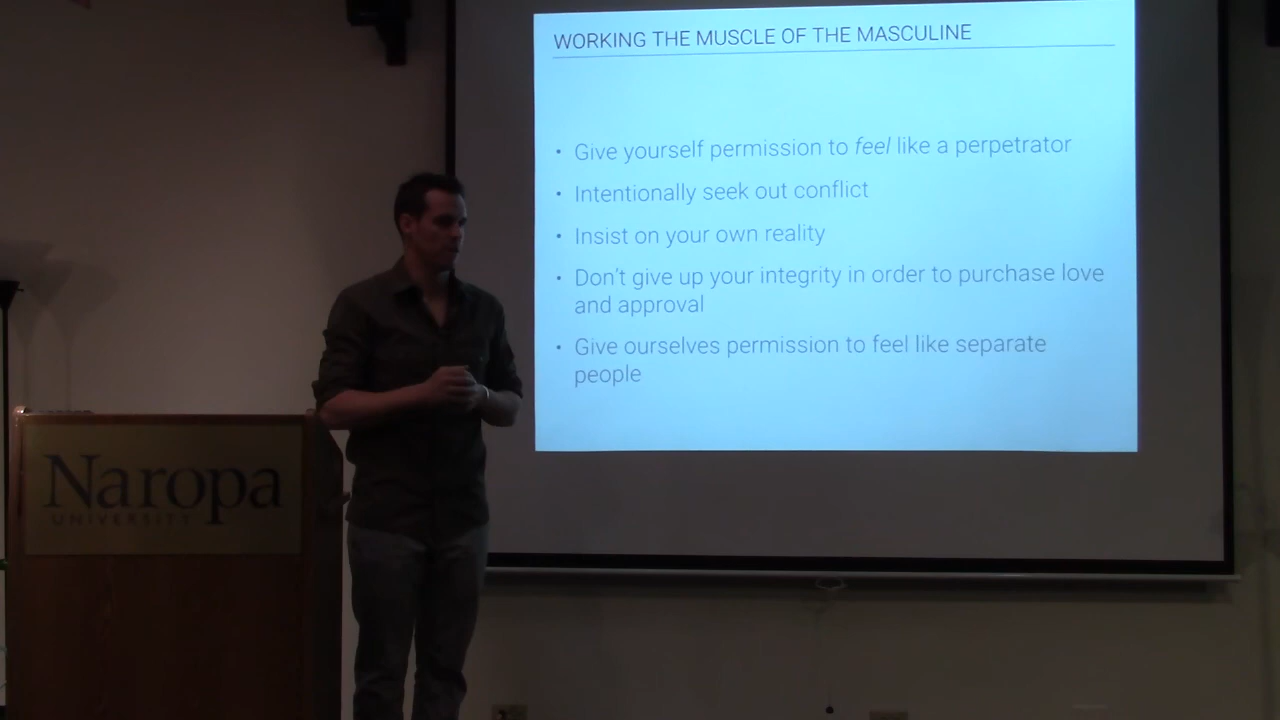 WORKING THE MUSCLE OF THE MASCULINE
• Give yourself permission to feel like a perpetrator
• Intentionally seek out conflict
• Insist on your own reality
• Don't give up your integrity in order to purchase love
and approval
• Give ourselves permission to feel like separate
people
Naropa
UNIVERSITY